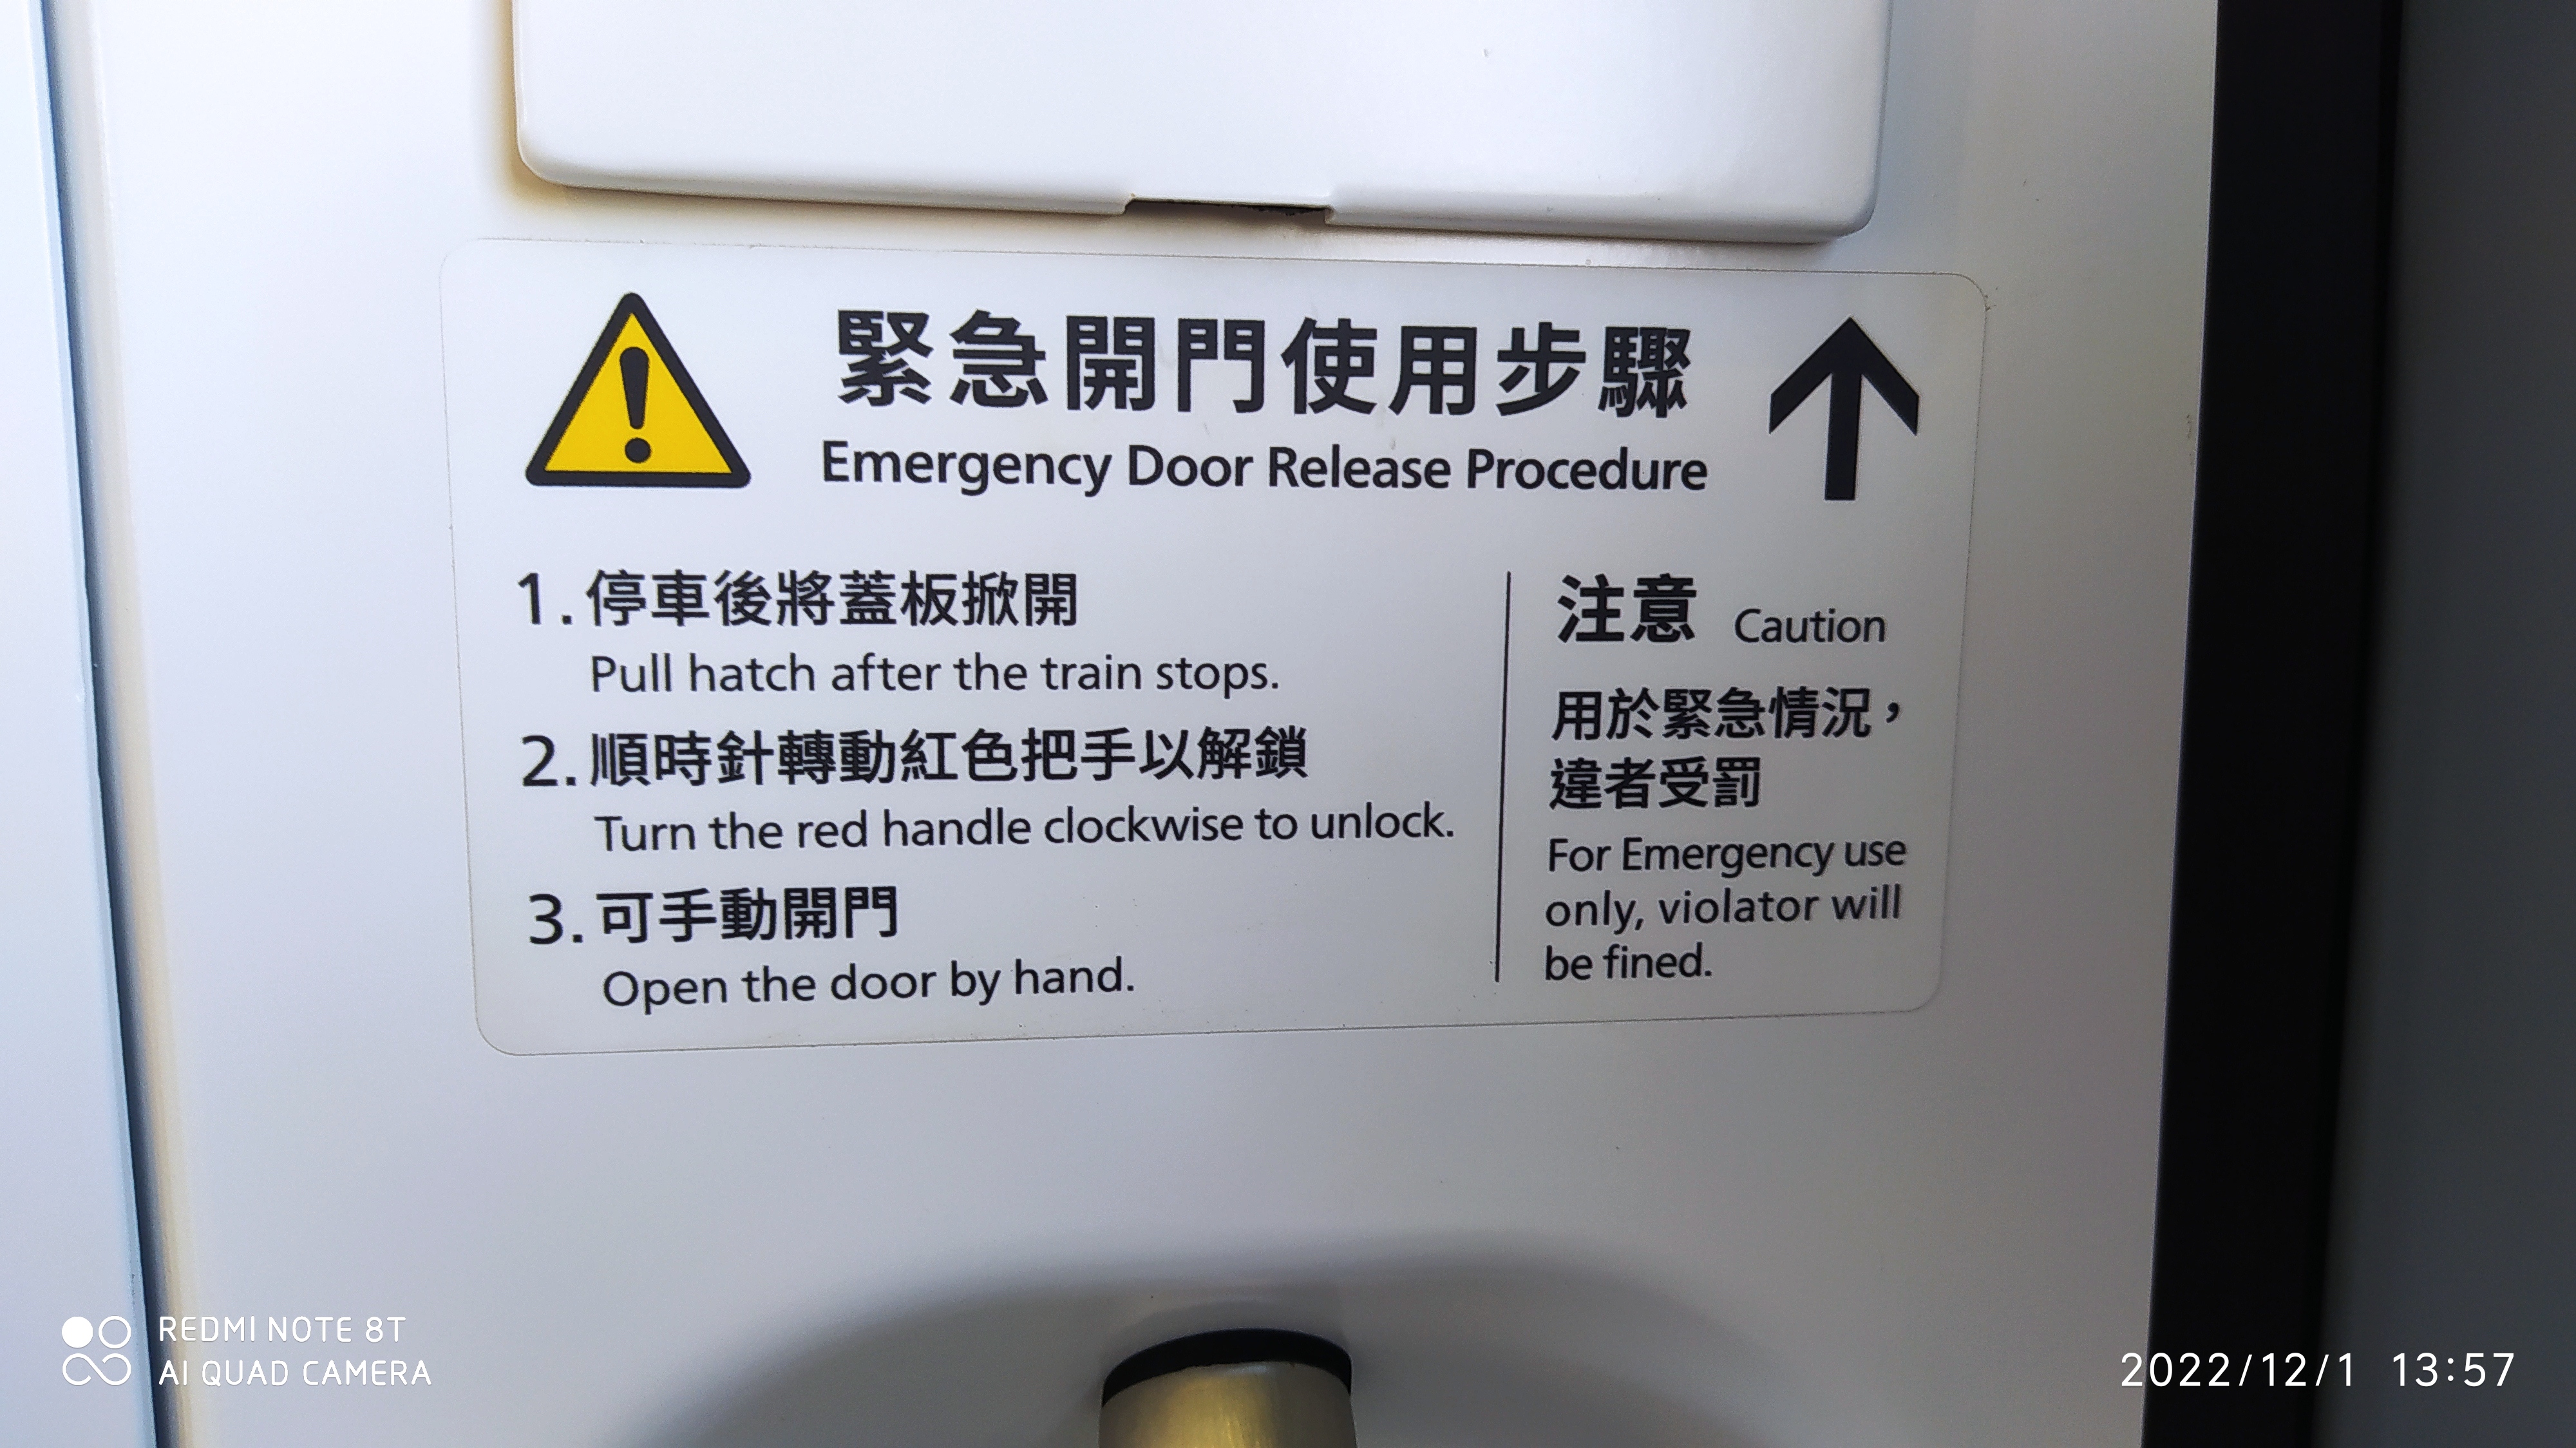 緊急開門使用步驟
Emergency Door Release Procedure
1. 停車後將蓋板掀開
Pull hatch after the train stops.
2. 順時針轉動紅色把手以解鎖
Turn the red handle clockwise to unlock.
3. 可手動開門
Open the door by hand.
注意 Caution
用於緊急情況，
違者受罰
For Emergency use
only, violator will
be fined.
REDMI NOTE 8T
AI QUAD CAMERA
2022/12/1 13:57